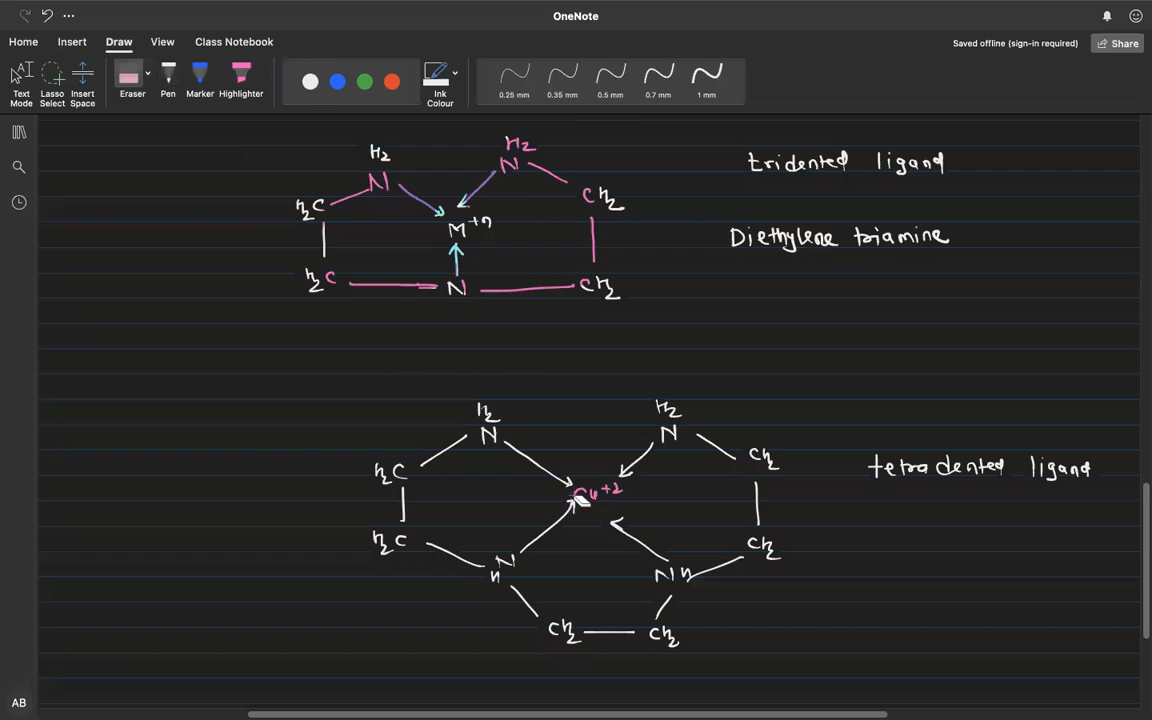 OneNote
Home Insert Draw View Class Notebook
Saved offline (sign-in required) Share
Text Mode
Lasso Select
Insert Space
Eraser
Pen
Marker
Highlighter
Ink Colour
0.25 mm 0.35 mm 0.5 mm 0.7 mm 1 mm
H2 H2
N N
H2C CH2
M+n
H2C N CH2
tridented ligand
Diethylene triamine
H2 H2
N N
H2C CH2
Cu+2
H2C CH2
N NH
H
CH2 CH2
tetradented ligand
AB